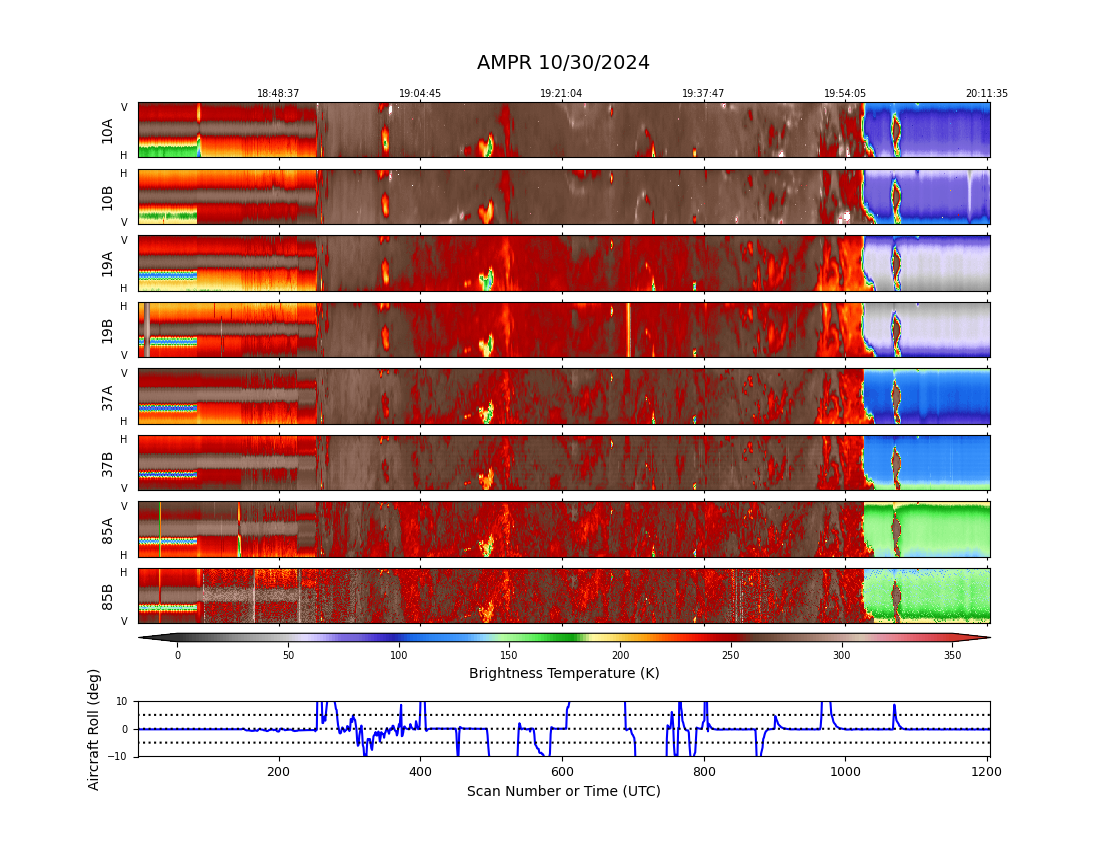 AMPR 10/30/2024
18:48:37 19:04:45 19:21:04 19:37:47 19:54:05 20:11:35
V
10A
H
H
10B
V
V
19A
H
H
19B
V
V
37A
H
H
37B
V
V
85A
H
H
85B
V
0 50 100 150 200 250 300 350
Brightness Temperature (K)
Aircraft Roll (deg)
10
0
−10
200 400 600 800 1000 1200
Scan Number or Time (UTC)